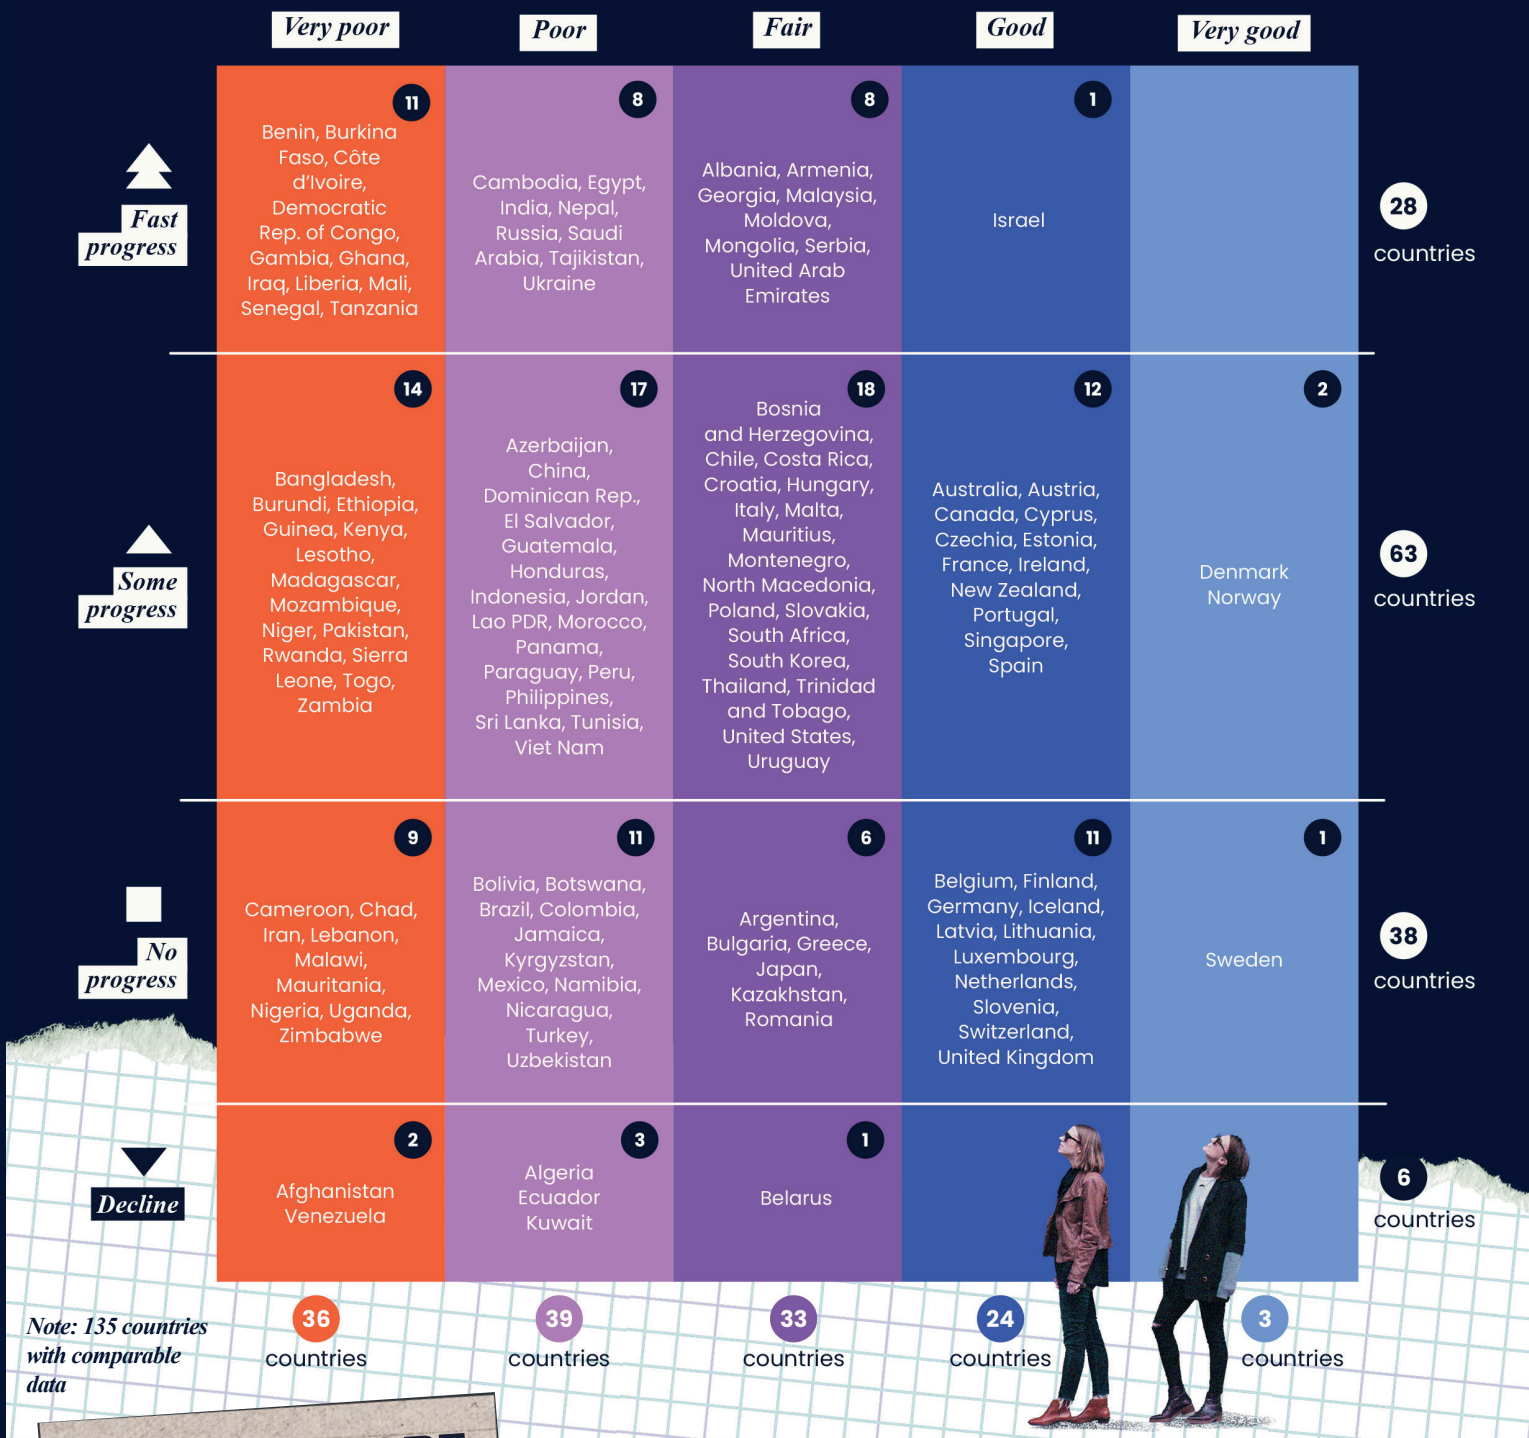 Very poor
Poor
Fair
Good
Very good
Fast
progress
11
Benin, Burkina
Faso, Côte
d'Ivoire,
Democratic
Rep. of Congo,
Gambia, Ghana,
Iraq, Liberia, Mali,
Senegal, Tanzania
8
Cambodia, Egypt,
India, Nepal,
Russia, Saudi
Arabia, Tajikistan,
Ukraine
8
Albania, Armenia,
Georgia, Malaysia,
Moldova,
Mongolia, Serbia,
United Arab
Emirates
1
Israel
28
countries
Some
progress
14
Bangladesh,
Burundi, Ethiopia,
Guinea, Kenya,
Lesotho,
Madagascar,
Mozambique,
Niger, Pakistan,
Rwanda, Sierra
Leone, Togo,
Zambia
17
Azerbaijan,
China,
Dominican Rep.,
El Salvador,
Guatemala,
Honduras,
Indonesia, Jordan,
Lao PDR, Morocco,
Panama,
Paraguay, Peru,
Philippines,
Sri Lanka, Tunisia,
Viet Nam
18
Bosnia
and Herzegovina,
Chile, Costa Rica,
Croatia, Hungary,
Italy, Malta,
Mauritius,
Montenegro,
North Macedonia,
Poland, Slovakia,
South Africa,
South Korea,
Thailand, Trinidad
and Tobago,
United States,
Uruguay
12
Australia, Austria,
Canada, Cyprus,
Czechia, Estonia,
France, Ireland,
New Zealand,
Portugal,
Singapore,
Spain
2
Denmark
Norway
63
countries
No
progress
9
Cameroon, Chad,
Iran, Lebanon,
Malawi,
Mauritania,
Nigeria, Uganda,
Zimbabwe
11
Bolivia, Botswana,
Brazil, Colombia,
Jamaica,
Kyrgyzstan,
Mexico, Namibia,
Nicaragua,
Turkey,
Uzbekistan
6
Argentina,
Bulgaria, Greece,
Japan,
Kazakhstan,
Romania
11
Belgium, Finland,
Germany, Iceland,
Latvia, Lithuania,
Luxembourg,
Netherlands,
Slovenia,
Switzerland,
United Kingdom
1
Sweden
38
countries
Decline
2
Afghanistan
Venezuela
3
Algeria
Ecuador
Kuwait
1
Belarus
6
countries
Note: 135 countries
with comparable
data
36
countries
39
countries
33
countries
24
countries
3
countries